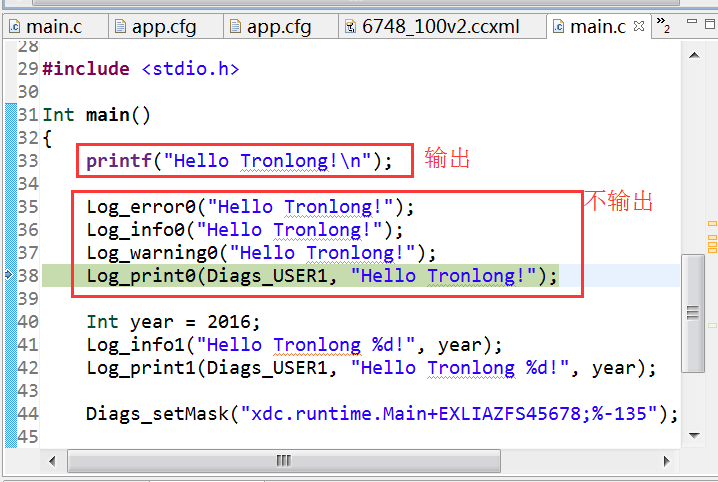 main.c app.cfg app.cfg 6748_100v2.ccxml main.c »2
28
29 #include <stdio.h>
30
31 Int main()
32 {
33 printf("Hello Tronlong!\n"); 输出
34
35 Log_error0("Hello Tronlong!"); 不输出
36 Log_info0("Hello Tronlong!");
37 Log_warning0("Hello Tronlong!");
38 Log_print0(Diags_USER1, "Hello Tronlong!");
39
40 Int year = 2016;
41 Log_info1("Hello Tronlong %d!", year);
42 Log_print1(Diags_USER1, "Hello Tronlong %d!", year);
43
44 Diags_setMask("xdc.runtime.Main+EXLIAZFS45678;%-135");
45